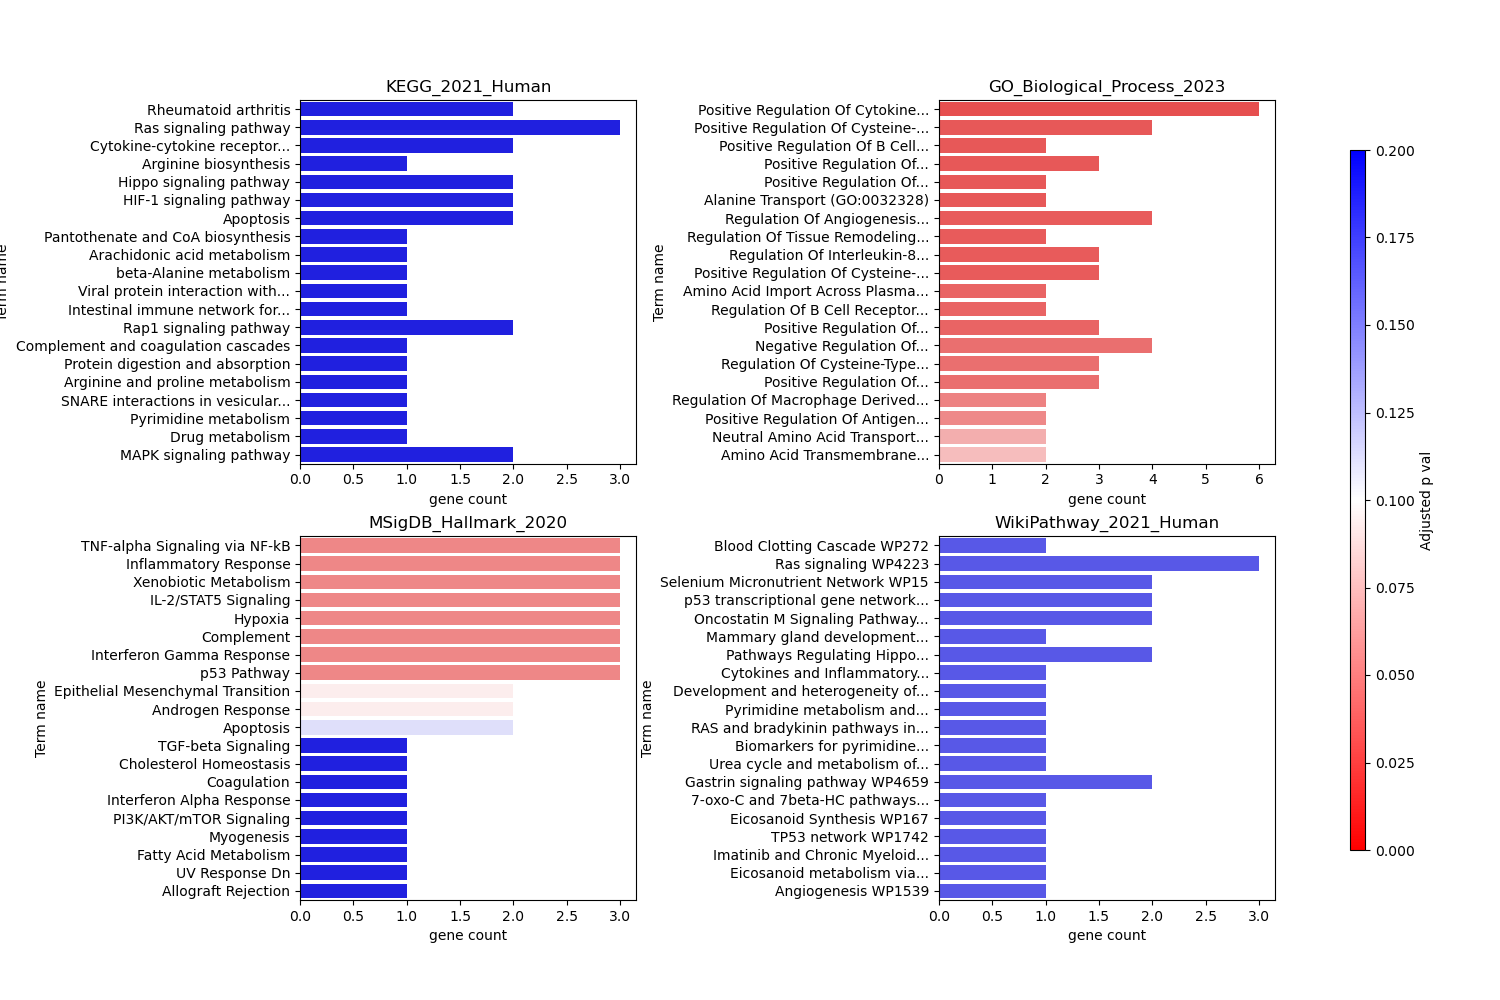 KEGG_2021_Human
Rheumatoid arthritis
Ras signaling pathway
Cytokine-cytokine receptor...
Arginine biosynthesis
Hippo signaling pathway
HIF-1 signaling pathway
Apoptosis
Pantothenate and CoA biosynthesis
Arachidonic acid metabolism
beta-Alanine metabolism
Viral protein interaction with...
Intestinal immune network for...
Rap1 signaling pathway
Complement and coagulation cascades
Protein digestion and absorption
Arginine and proline metabolism
SNARE interactions in vesicular...
Pyrimidine metabolism
Drug metabolism
MAPK signaling pathway
Term name
0.0 0.5 1.0 1.5 2.0 2.5 3.0
gene count
GO_Biological_Process_2023
Positive Regulation Of Cytokine...
Positive Regulation Of Cysteine-...
Positive Regulation Of B Cell...
Positive Regulation Of...
Positive Regulation Of...
Alanine Transport (GO:0032328)
Regulation Of Angiogenesis...
Regulation Of Tissue Remodeling...
Regulation Of Interleukin-8...
Positive Regulation Of Cysteine-...
Amino Acid Import Across Plasma...
Regulation Of B Cell Receptor...
Positive Regulation Of...
Negative Regulation Of...
Regulation Of Cysteine-Type...
Positive Regulation Of...
Regulation Of Macrophage Derived...
Positive Regulation Of Antigen...
Neutral Amino Acid Transport...
Amino Acid Transmembrane...
Term name
0 1 2 3 4 5 6
gene count
MSigDB_Hallmark_2020
TNF-alpha Signaling via NF-kB
Inflammatory Response
Xenobiotic Metabolism
IL-2/STAT5 Signaling
Hypoxia
Complement
Interferon Gamma Response
p53 Pathway
Epithelial Mesenchymal Transition
Androgen Response
Apoptosis
TGF-beta Signaling
Cholesterol Homeostasis
Coagulation
Interferon Alpha Response
PI3K/AKT/mTOR Signaling
Myogenesis
Fatty Acid Metabolism
UV Response Dn
Allograft Rejection
Term name
0.0 0.5 1.0 1.5 2.0 2.5 3.0
gene count
WikiPathway_2021_Human
Blood Clotting Cascade WP272
Ras signaling WP4223
Selenium Micronutrient Network WP15
p53 transcriptional gene network...
Oncostatin M Signaling Pathway...
Mammary gland development...
Pathways Regulating Hippo...
Cytokines and Inflammatory...
Development and heterogeneity of...
Pyrimidine metabolism and...
RAS and bradykinin pathways in...
Biomarkers for pyrimidine...
Urea cycle and metabolism of...
Gastrin signaling pathway WP4659
7-oxo-C and 7beta-HC pathways...
Eicosanoid Synthesis WP167
TP53 network WP1742
Imatinib and Chronic Myeloid...
Eicosanoid metabolism via...
Angiogenesis WP1539
Term name
0.0 0.5 1.0 1.5 2.0 2.5 3.0
gene count
0.200
0.175
0.150
0.125
0.100
0.075
0.050
0.025
0.000
Adjusted p val